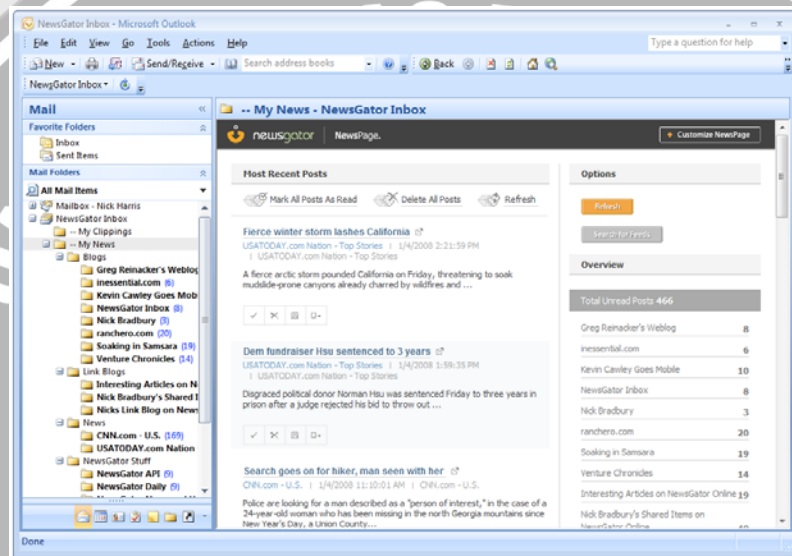 NewsGator Inbox - Microsoft Outlook
File Edit View Go Tools Actions Help
Type a question for help
New Send/Receive Search address books Back
NewsGator Inbox
Mail
-- My News - NewsGator Inbox
Favorite Folders
Inbox
Sent Items
Mail Folders
All Mail Items
Mailbox - Nick Harris
NewsGator Inbox
-- My Clippings
-- My News
Blogs
Greg Reinacker's Weblog
inessential.com (6)
Kevin Cawley Goes Mob
NewsGator Inbox (8)
Nick Bradbury (3)
ranchero.com (20)
Soaking in Samsara (19)
Venture Chronicles (14)
Link Blogs
Interesting Articles on N
Nick Bradbury's Shared I
Nicks Link Blog on News
News
CNN.com - U.S. (169)
USATODAY.com Nation
NewsGator Stuff
NewsGator API (9)
NewsGator Daily (9)
newsgator NewsPage.
+ Customize NewsPage
Most Recent Posts
Mark All Posts As Read Delete All Posts Refresh
Fierce winter storm lashes California
USATODAY.com Nation - Top Stories | 1/4/2008 2:21:59 PM
| USATODAY.com Nation - Top Stories
A fierce arctic storm pounded California on Friday, threatening to soak
mudslide-prone canyons already charred by wildfires and ...
Dem fundraiser Hsu sentenced to 3 years
USATODAY.com Nation - Top Stories | 1/4/2008 1:59:35 PM
| USATODAY.com Nation - Top Stories
Disgraced political donor Norman Hsu was sentenced Friday to three years in
prison after a judge rejected his bid to throw out ...
Search goes on for hiker, man seen with her
CNN.com - U.S. | 1/4/2008 11:10:01 AM | CNN.com - U.S.
Police are looking for a man described as a "person of interest," in the case of a
24-year-old woman who has been missing in the north Georgia mountains since
New Year's Day, a Union County...
Options
Refresh
Search for Feeds
Overview
Total Unread Posts 466
Greg Reinacker's Weblog 8
inessential.com 6
Kevin Cawley Goes Mobile 10
NewsGator Inbox 8
Nick Bradbury 3
ranchero.com 20
Soaking in Samsara 19
Venture Chronicles 14
Interesting Articles on NewsGator Online 19
Nick Bradbury's Shared Items on
NewsGator Online
Done